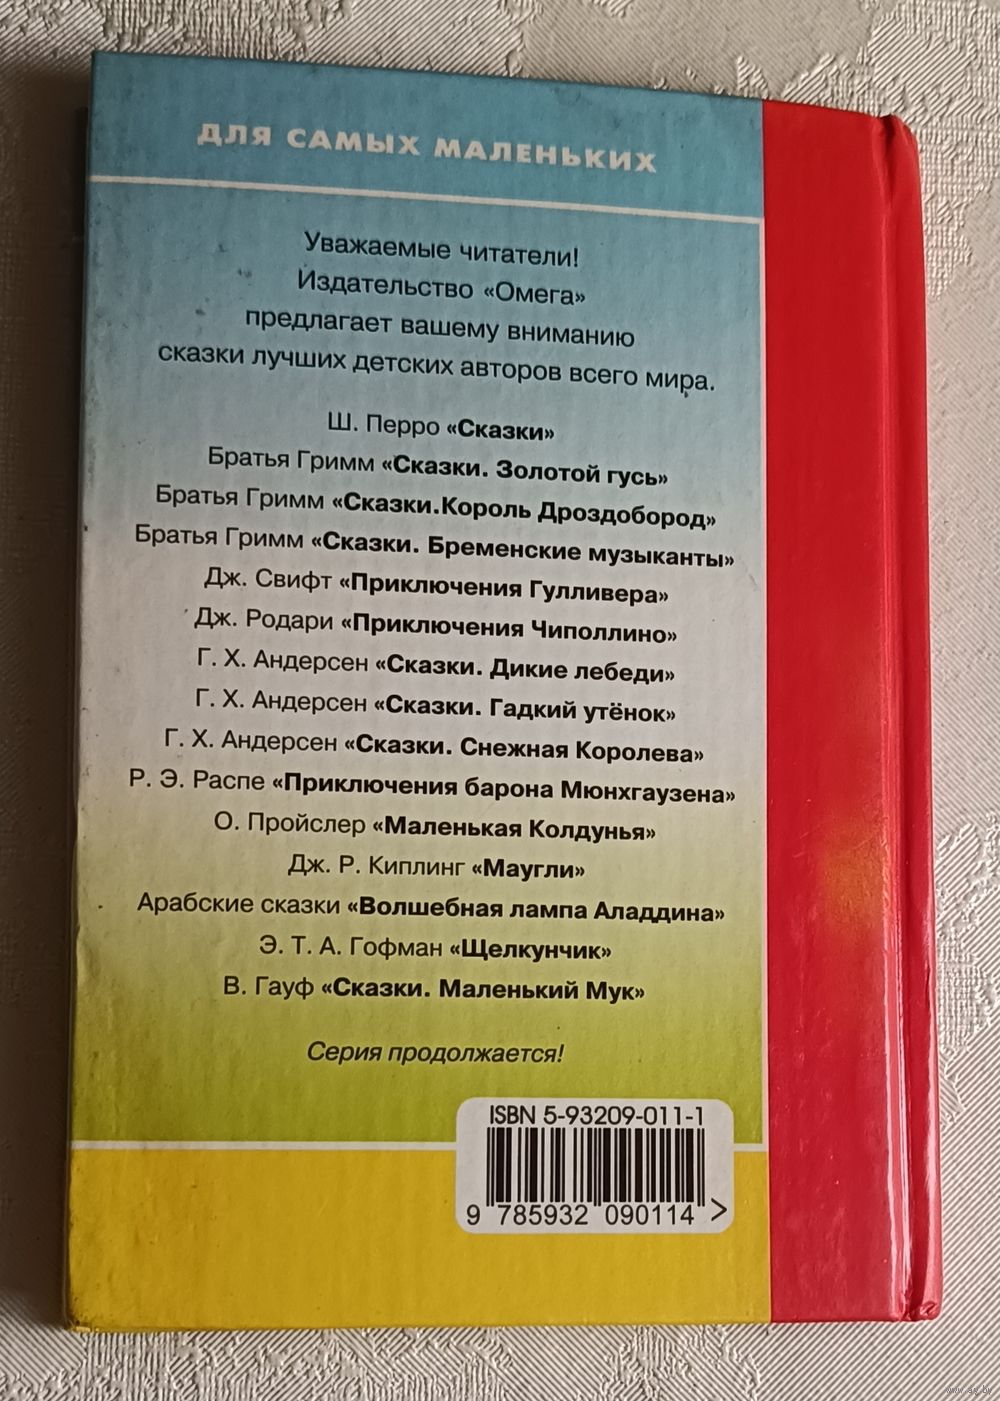 ДЛЯ САМЫХ МАЛЕНЬКИХ
Уважаемые читатели!
Издательство «Омега»
предлагает вашему вниманию
сказки лучших детских авторов всего мира.
Ш. Перро «Сказки»
Братья Гримм «Сказки. Золотой гусь»
Братья Гримм «Сказки.Король Дроздобород»
Братья Гримм «Сказки. Бременские музыканты»
Дж. Свифт «Приключения Гулливера»
Дж. Родари «Приключения Чиполлино»
Г. Х. Андерсен «Сказки. Дикие лебеди»
Г. Х. Андерсен «Сказки. Гадкий утёнок»
Г. Х. Андерсен «Сказки. Снежная Королева»
Р. Э. Распе «Приключения барона Мюнхгаузена»
О. Пройслер «Маленькая Колдунья»
Дж. Р. Киплинг «Маугли»
Арабские сказки «Волшебная лампа Аладдина»
Э. Т. А. Гофман «Щелкунчик»
В. Гауф «Сказки. Маленький Мук»
Серия продолжается!
ISBN 5-93209-011-1
9 785932 090114 >
www.ay.by